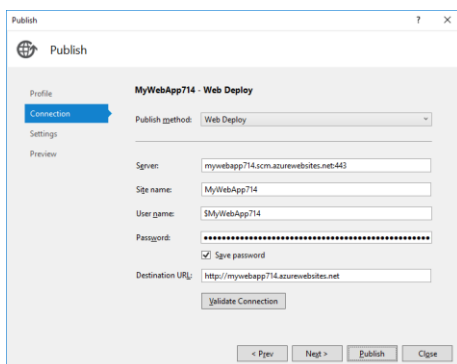 Publish ? X
Publish
Profile
Connection
Settings
Preview
MyWebApp714 - Web Deploy
Publish method: Web Deploy
Server: mywebapp714.scm.azurewebsites.net:443
Site name: MyWebApp714
User name: $MyWebApp714
Password: ••••••••••••••••••••••••••••••••••••••••••••••••••••
Save password
Destination URL: http://mywebapp714.azurewebsites.net
Validate Connection
< Prev Next > Publish Close